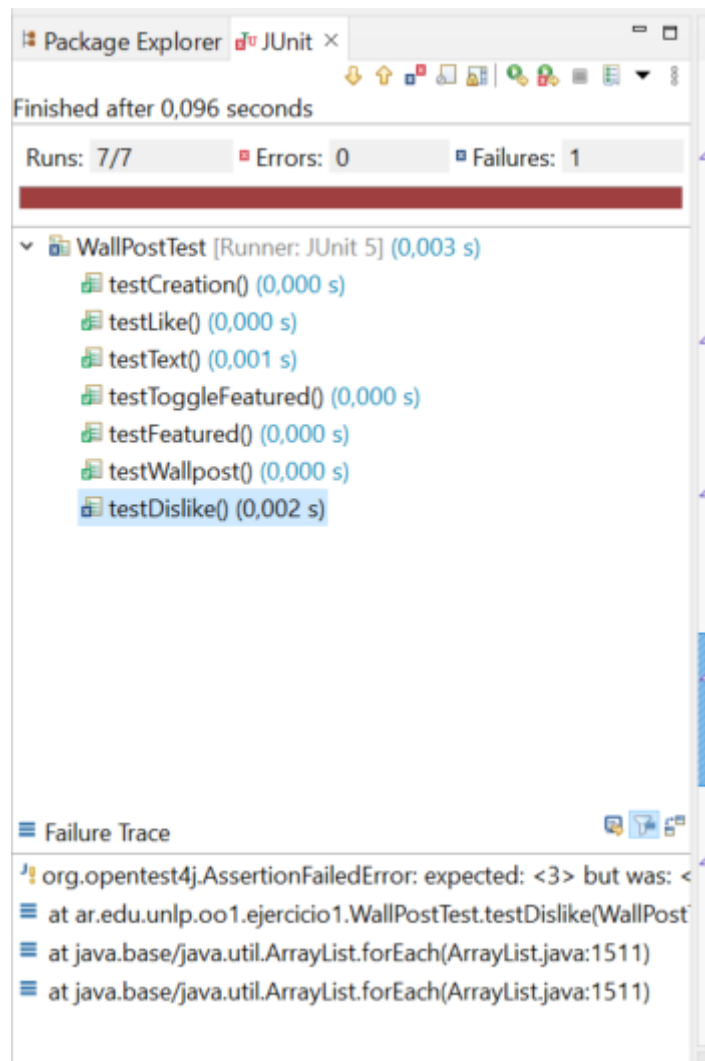 Package Explorer JUnit ×
Finished after 0,096 seconds
Runs: 7/7 Errors: 0 Failures: 1
WallPostTest [Runner: JUnit 5] (0,003 s)
testCreation() (0,000 s)
testLike() (0,000 s)
testText() (0,001 s)
testToggleFeatured() (0,000 s)
testFeatured() (0,000 s)
testWallpost() (0,000 s)
testDislike() (0,002 s)
Failure Trace
org.opentest4j.AssertionFailedError: expected: <3> but was: <
at ar.edu.unlp.oo1.ejercicio1.WallPostTest.testDislike(WallPost
at java.base/java.util.ArrayList.forEach(ArrayList.java:1511)
at java.base/java.util.ArrayList.forEach(ArrayList.java:1511)